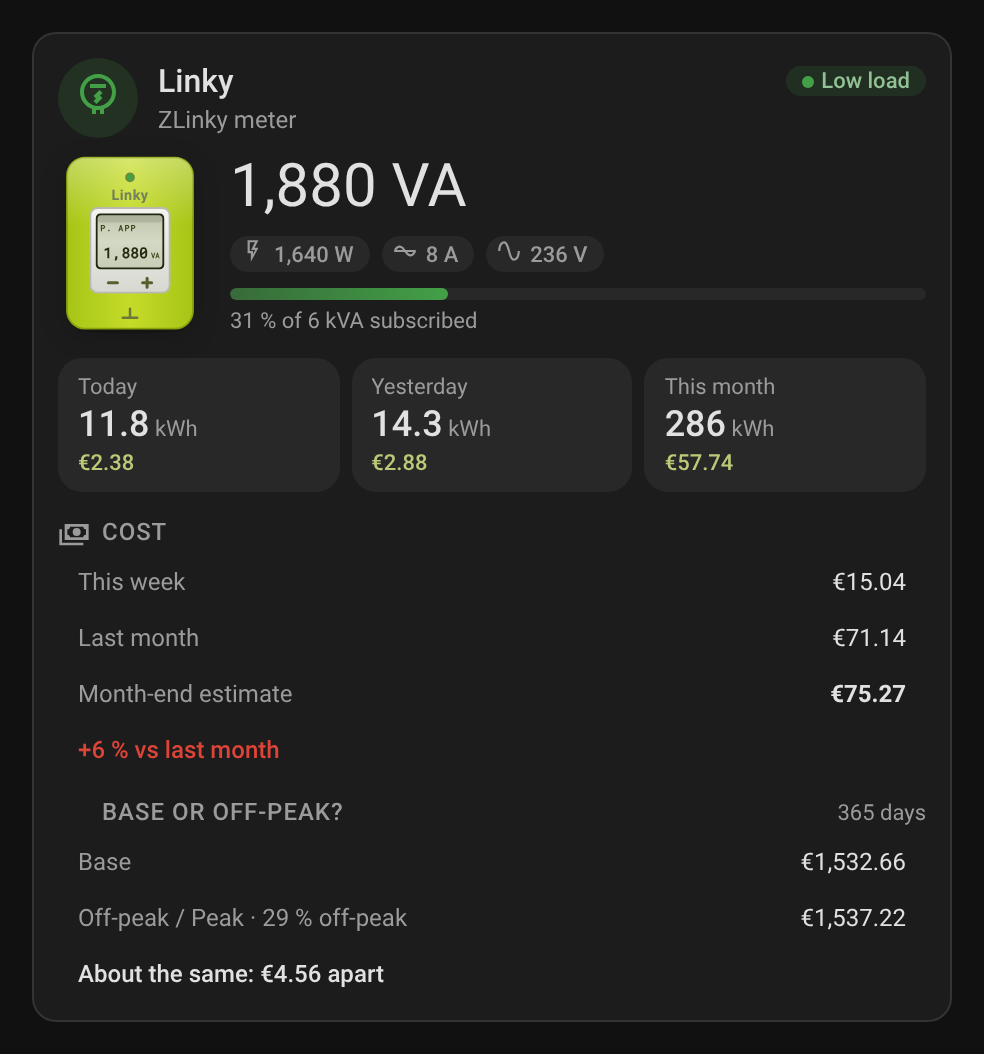 Linky
ZLinky meter
Low load
Linky
P. APP
1,880 VA
1,880 VA
1,640 W
8 A
236 V
31 % of 6 kVA subscribed
Today
11.8 kWh
€2.38
Yesterday
14.3 kWh
€2.88
This month
286 kWh
€57.74
COST
This week €15.04
Last month €71.14
Month-end estimate €75.27
+6 % vs last month
BASE OR OFF-PEAK? 365 days
Base €1,532.66
Off-peak / Peak · 29 % off-peak €1,537.22
About the same: €4.56 apart